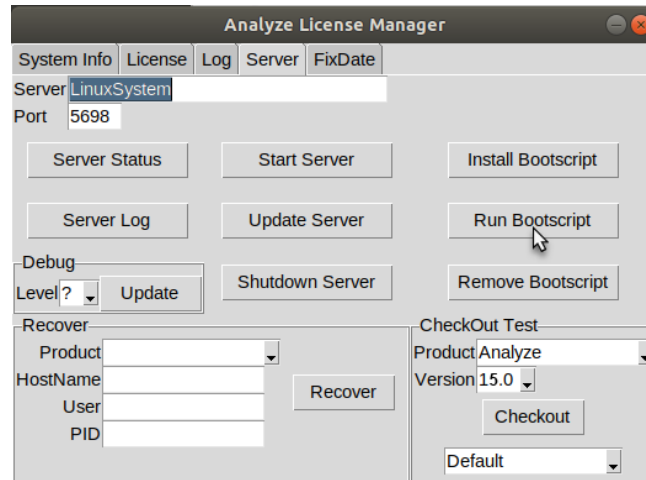 Analyze License Manager
System Info License Log Server FixDate
Server LinuxSystem
Port 5698
Server Status Start Server Install Bootscript
Server Log Update Server Run Bootscript
Debug
Level ? Update Shutdown Server Remove Bootscript
Recover
Product
HostName
User
PID
Recover
CheckOut Test
Product Analyze
Version 15.0
Checkout
Default